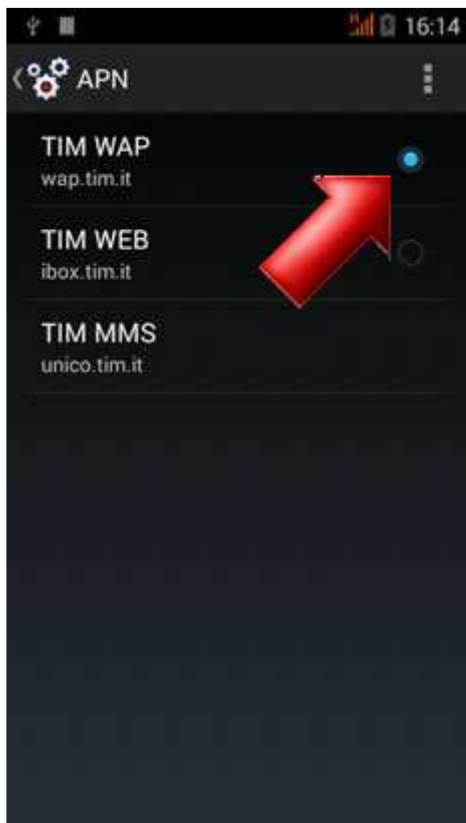 16:14
APN
TIM WAP
wap.tim.it
TIM WEB
ibox.tim.it
TIM MMS
unico.tim.it